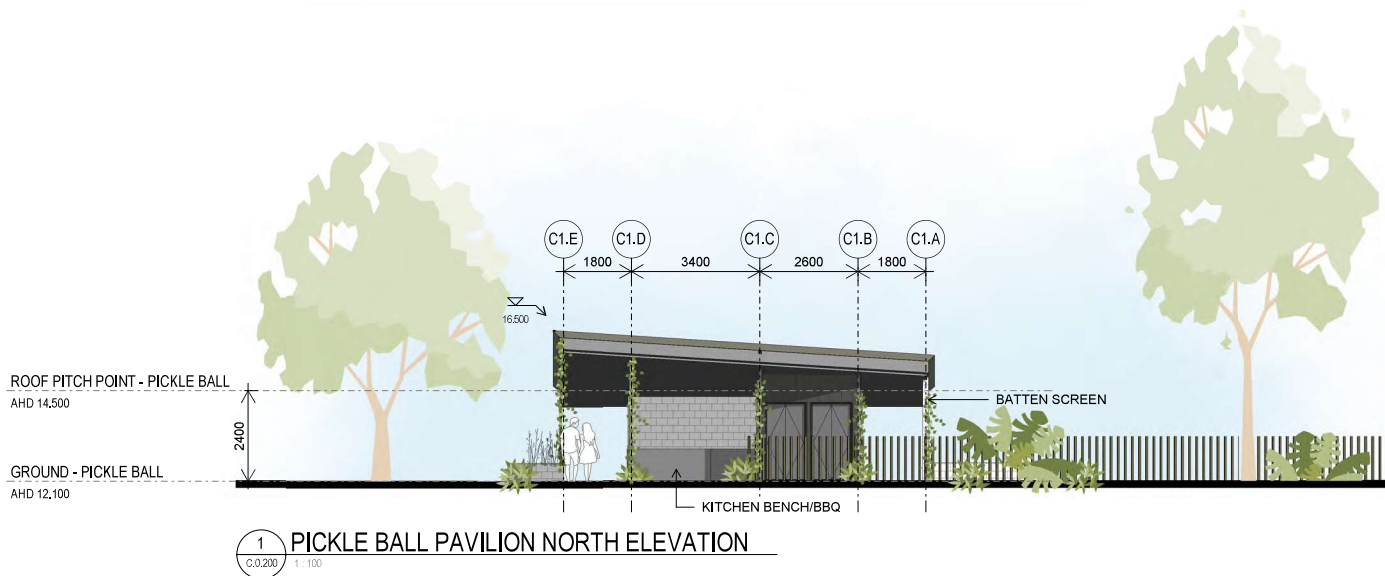 C1.E C1.D C1.C C1.B C1.A
1800 3400 2600 1800
16.500
ROOF PITCH POINT - PICKLE BALL
AHD 14,500
BATTEN SCREEN
2400
GROUND - PICKLE BALL
AHD 12,100
KITCHEN BENCH/BBQ
1 PICKLE BALL PAVILION NORTH ELEVATION
C.0.200 1 : 100